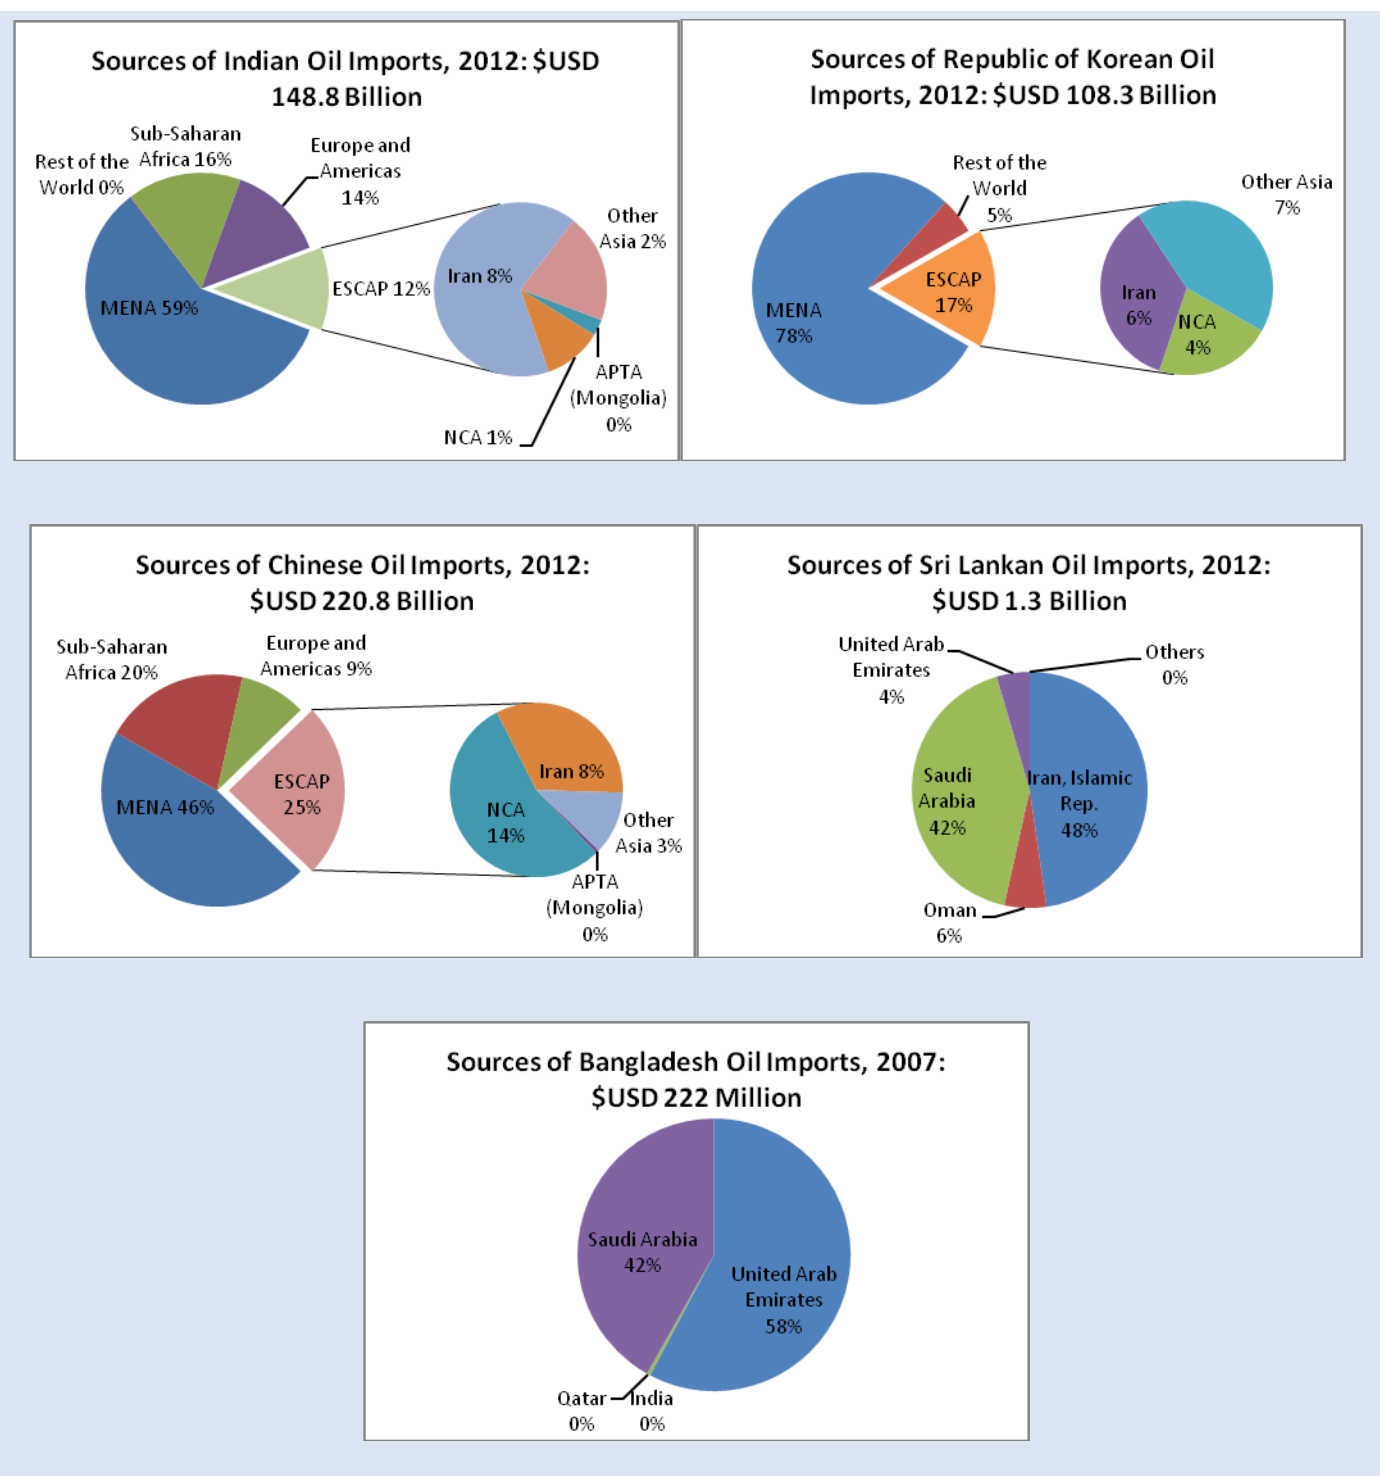 Sources of Indian Oil Imports, 2012: $USD
148.8 Billion
Sub-Saharan
Africa 16%
Rest of the
World 0%
Europe and
Americas
14%
MENA 59%
ESCAP 12%
Iran 8%
Other
Asia 2%
APTA
(Mongolia)
0%
NCA 1%
Sources of Republic of Korean Oil
Imports, 2012: $USD 108.3 Billion
Rest of the
World
5%
MENA
78%
ESCAP
17%
Other Asia
7%
Iran
6%
NCA
4%
Sources of Chinese Oil Imports, 2012:
$USD 220.8 Billion
Sub-Saharan
Africa 20%
Europe and
Americas 9%
MENA 46%
ESCAP
25%
Iran 8%
NCA
14%
Other
Asia 3%
APTA
(Mongolia)
0%
Sources of Sri Lankan Oil Imports, 2012:
$USD 1.3 Billion
United Arab
Emirates
4%
Others
0%
Saudi
Arabia
42%
Iran, Islamic
Rep.
48%
Oman
6%
Sources of Bangladesh Oil Imports, 2007:
$USD 222 Million
Saudi Arabia
42%
United Arab
Emirates
58%
Qatar
0%
India
0%